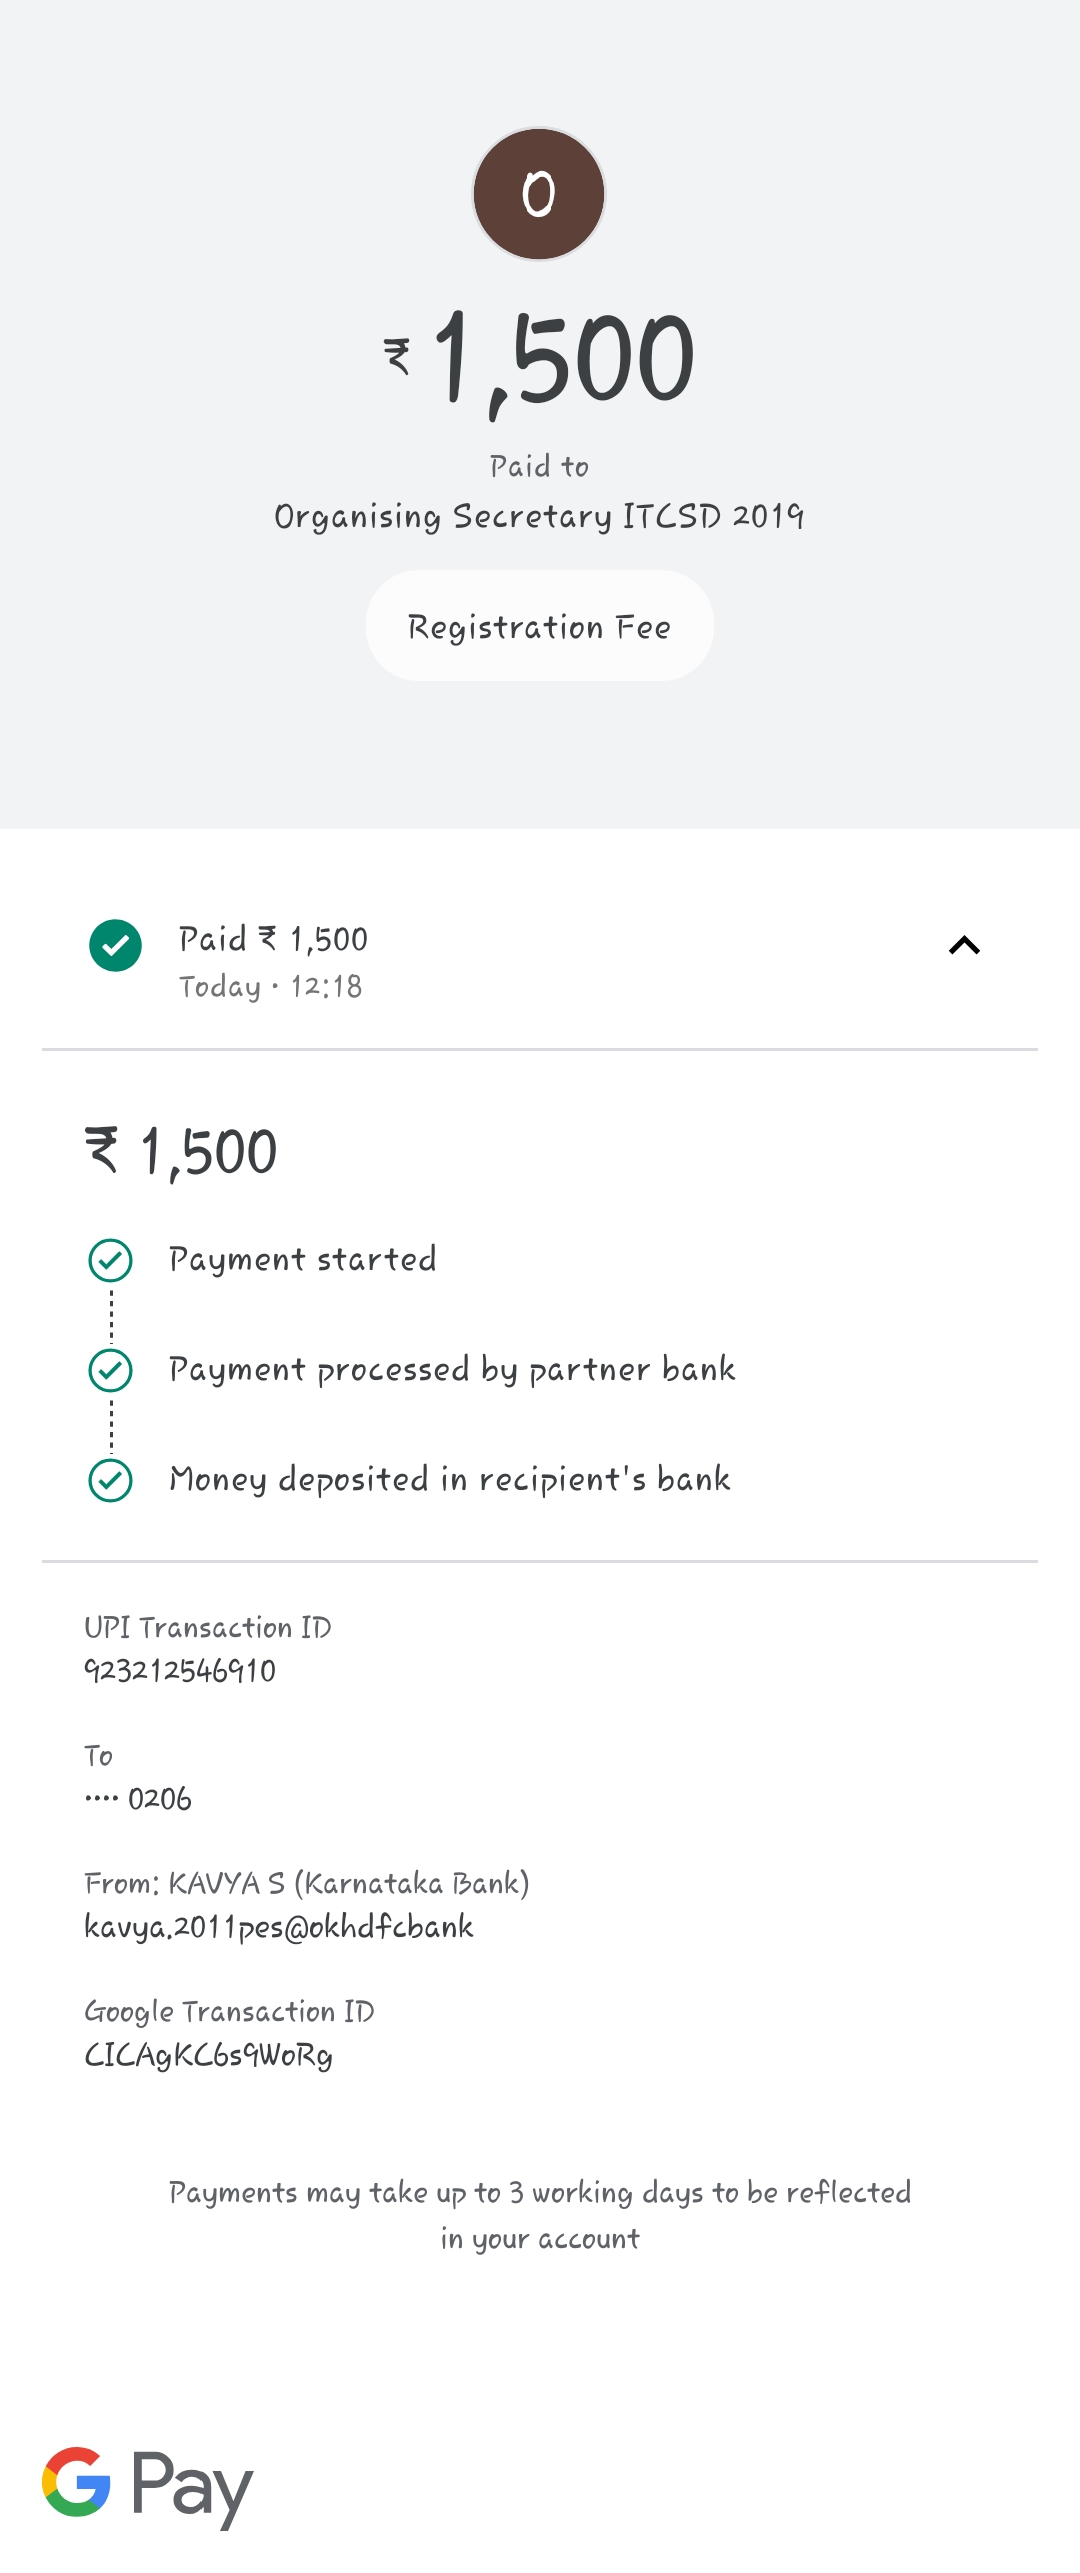 O
₹ 1,500
Paid to
Organising Secretary ITCSD 2019
Registration Fee
Paid ₹ 1,500
Today • 12:18
₹ 1,500
Payment started
Payment processed by partner bank
Money deposited in recipient's bank
UPI Transaction ID
923212546910
To
•••• 0206
From: KAVYA S (Karnataka Bank)
kavya.2011pes@okhdfcbank
Google Transaction ID
CICAgKC6s9WoRg
Payments may take up to 3 working days to be reflected
in your account
G Pay